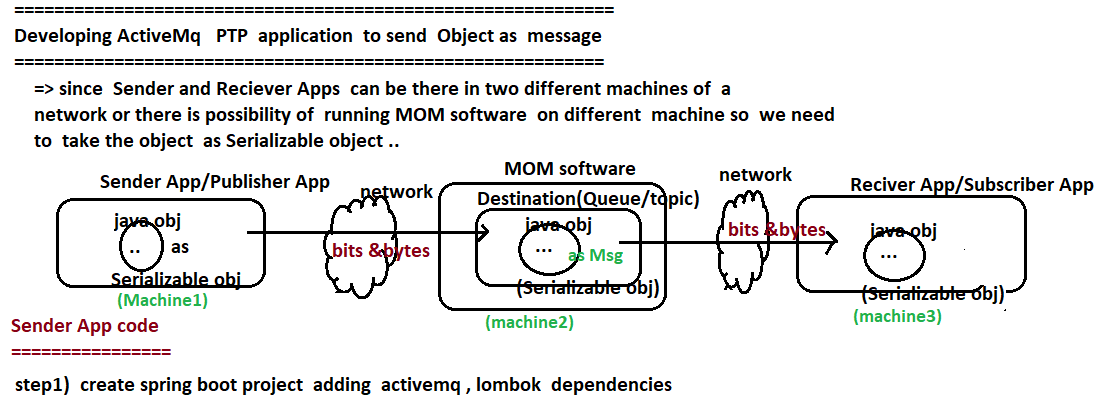 ===========================================================
Developing ActiveMq PTP application to send Object as message
===========================================================
=> since Sender and Reciever Apps can be there in two different machines of a
network or there is possibility of running MOM software on different machine so we need
to take the object as Serializable object ..
MOM software
Sender App/Publisher App
network
Destination(Queue/topic)
network
Reciver App/Subscriber App
java obj
.. as
Serializable obj
(Machine1)
bits &bytes
java obj
...
as Msg
(Serializable obj)
(machine2)
bits &bytes
java obj
...
(Serializable obj)
(machine3)
Sender App code
================
step1) create spring boot project adding activemq , lombok dependencies